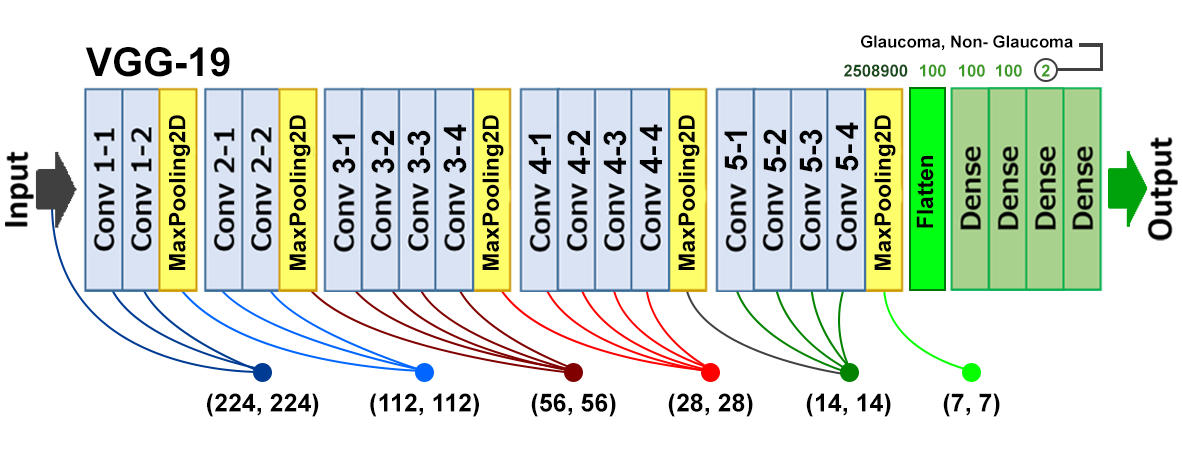 Glaucoma, Non- Glaucoma
VGG-19
2508900 100 100 100 2
Input
Conv 1-1
Conv 1-2
MaxPooling2D
Conv 2-1
Conv 2-2
MaxPooling2D
Conv 3-1
Conv 3-2
Conv 3-3
Conv 3-4
MaxPooling2D
Conv 4-1
Conv 4-2
Conv 4-3
Conv 4-4
MaxPooling2D
Conv 5-1
Conv 5-2
Conv 5-3
Conv 5-4
MaxPooling2D
Flatten
Dense
Dense
Dense
Dense
Output
(224, 224)
(112, 112)
(56, 56)
(28, 28)
(14, 14)
(7, 7)